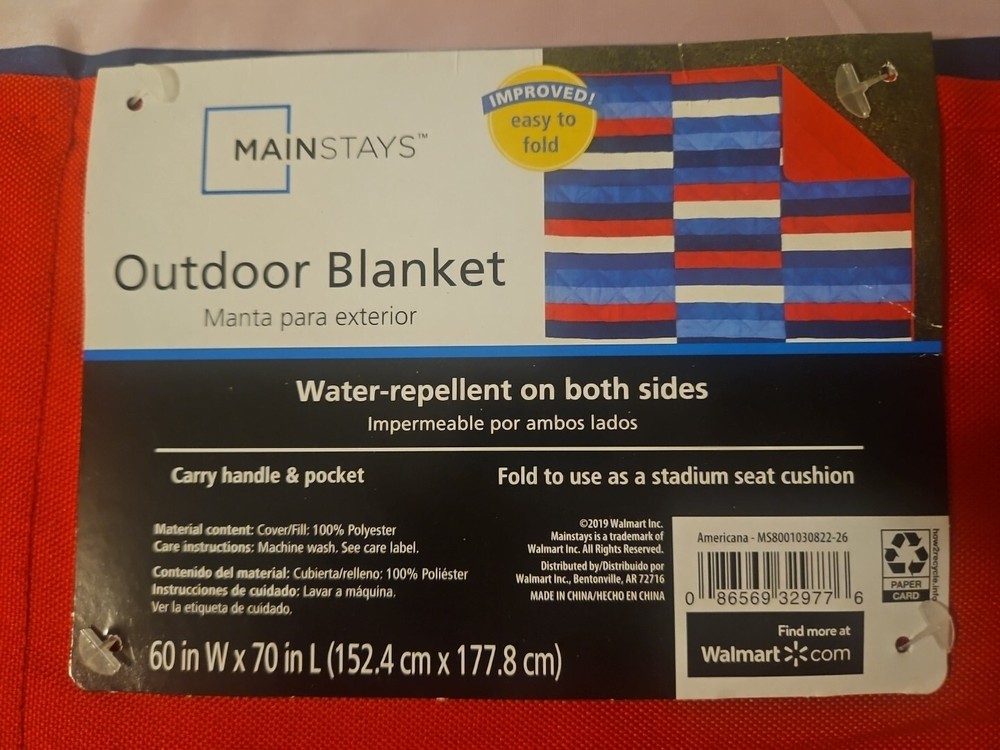 MAINSTAYS™
IMPROVED!
easy to
fold
Outdoor Blanket
Manta para exterior
Water-repellent on both sides
Impermeable por ambos lados
Carry handle & pocket
Fold to use as a stadium seat cushion
Material content: Cover/Fill: 100% Polyester
Care instructions: Machine wash. See care label.
Contenido del material: Cubierta/relleno: 100% Poliéster
Instrucciones de cuidado: Lavar a máquina.
Ver la etiqueta de cuidado.
60 in W x 70 in L (152.4 cm x 177.8 cm)
©2019 Walmart Inc.
Mainstays is a trademark of
Walmart Inc. All Rights Reserved.
Distributed by/Distribuido por
Walmart Inc., Bentonville, AR 72716
MADE IN CHINA/HECHO EN CHINA
Americana - MS8001030822-26
0 86569 32977 6
PAPER
CARD
how2recycle.info
Find more at
Walmart com